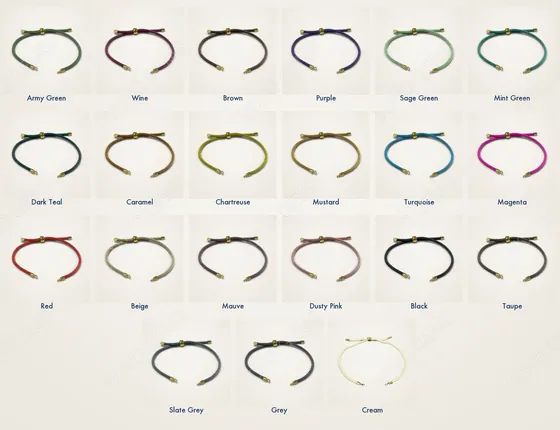 Army Green Wine Brown Purple Sage Green Mint Green
Dark Teal Caramel Chartreuse Mustard Turquoise Magenta
Red Beige Mauve Dusty Pink Black Taupe
Slate Grey Grey Cream